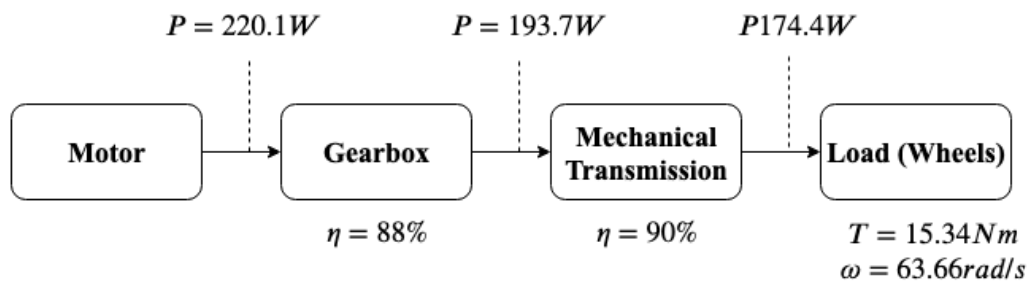 P = 220.1W
P = 193.7W
P174.4W
Motor
Gearbox
Mechanical
Transmission
Load (Wheels)
η = 88%
η = 90%
T = 15.34Nm
ω = 63.66rad/s